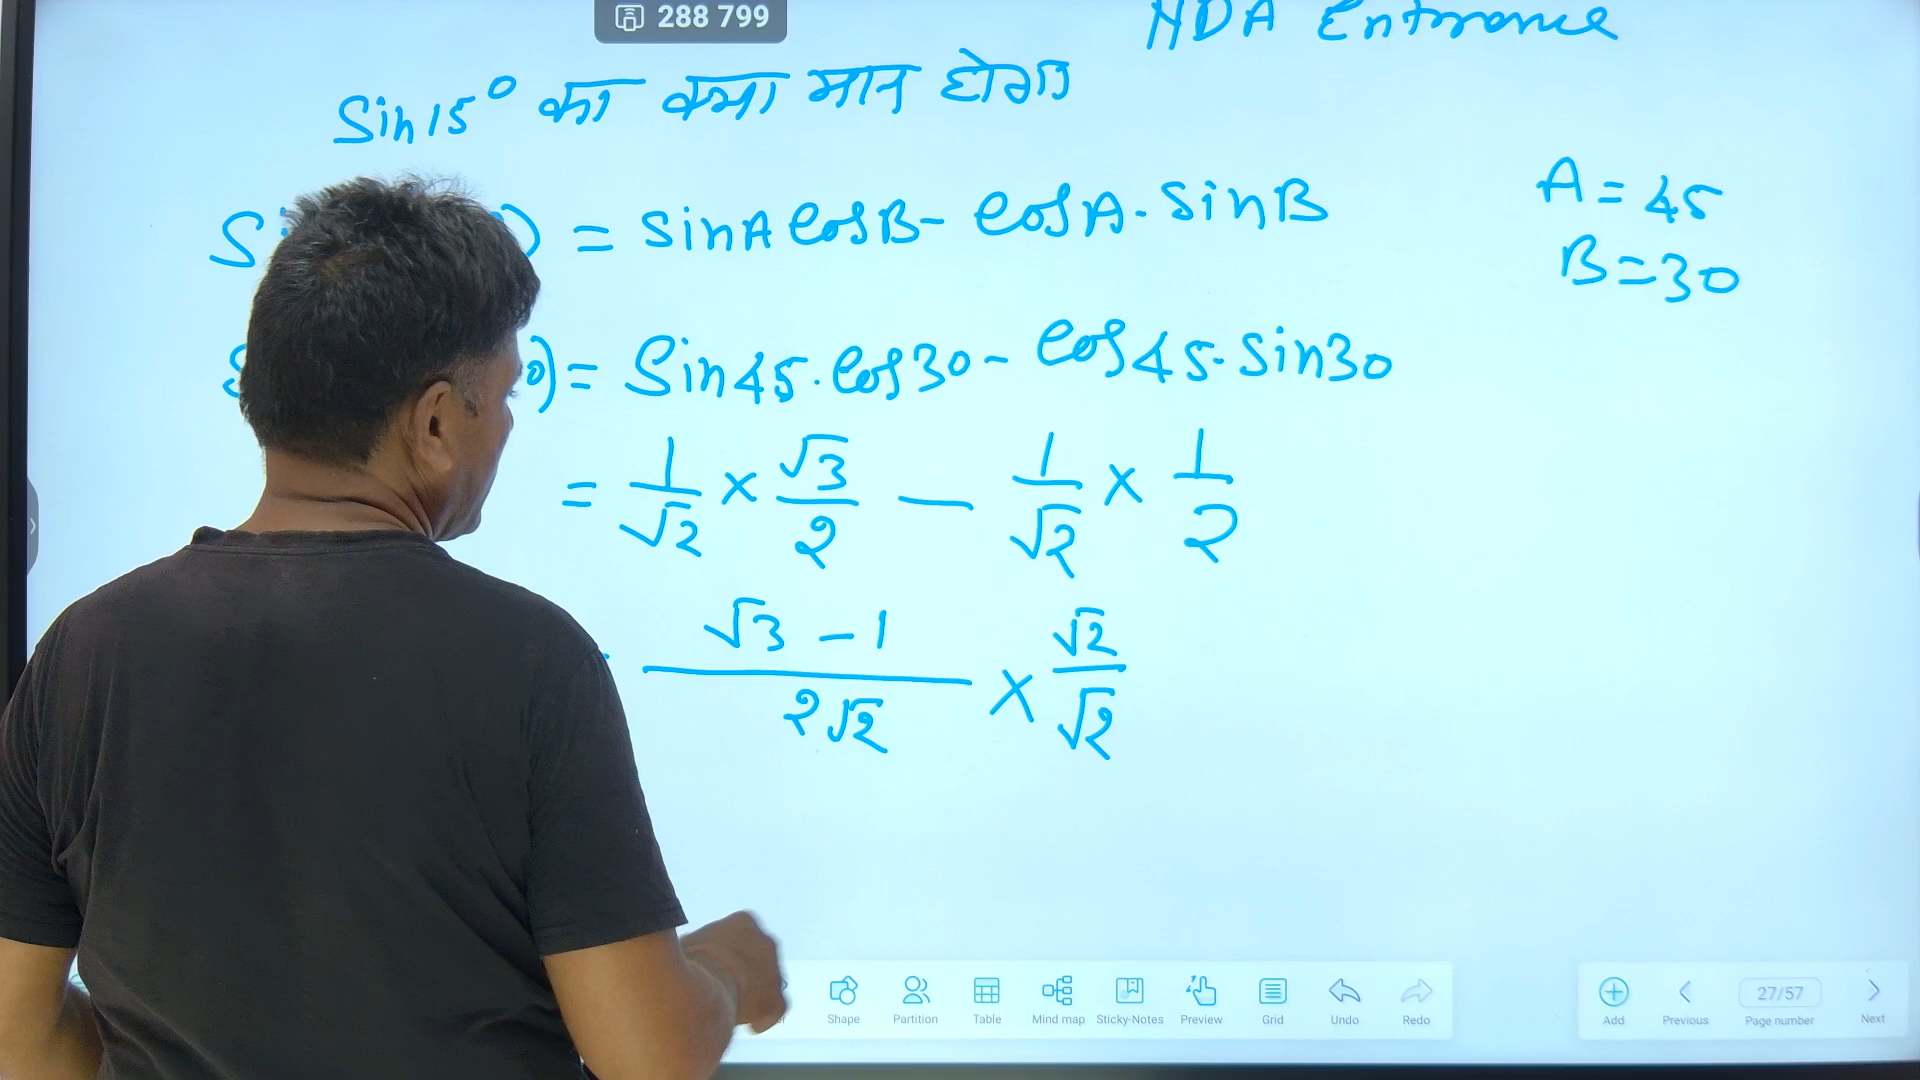 288 799
NDA Entrance
Sin15° का क्या मान होगा
S ) = sinA cosB - cosA. sinB
A = 45
B = 30
0) = Sin45. cos30 - cos45. sin30
= 1/√2 × √3/2 — 1/√2 × 1/2
√3 - 1 / 2√2 × √2/√2
Shape Partition Table Mind map Sticky-Notes Preview Grid Undo Redo
Add Previous 27/57 Page number Next